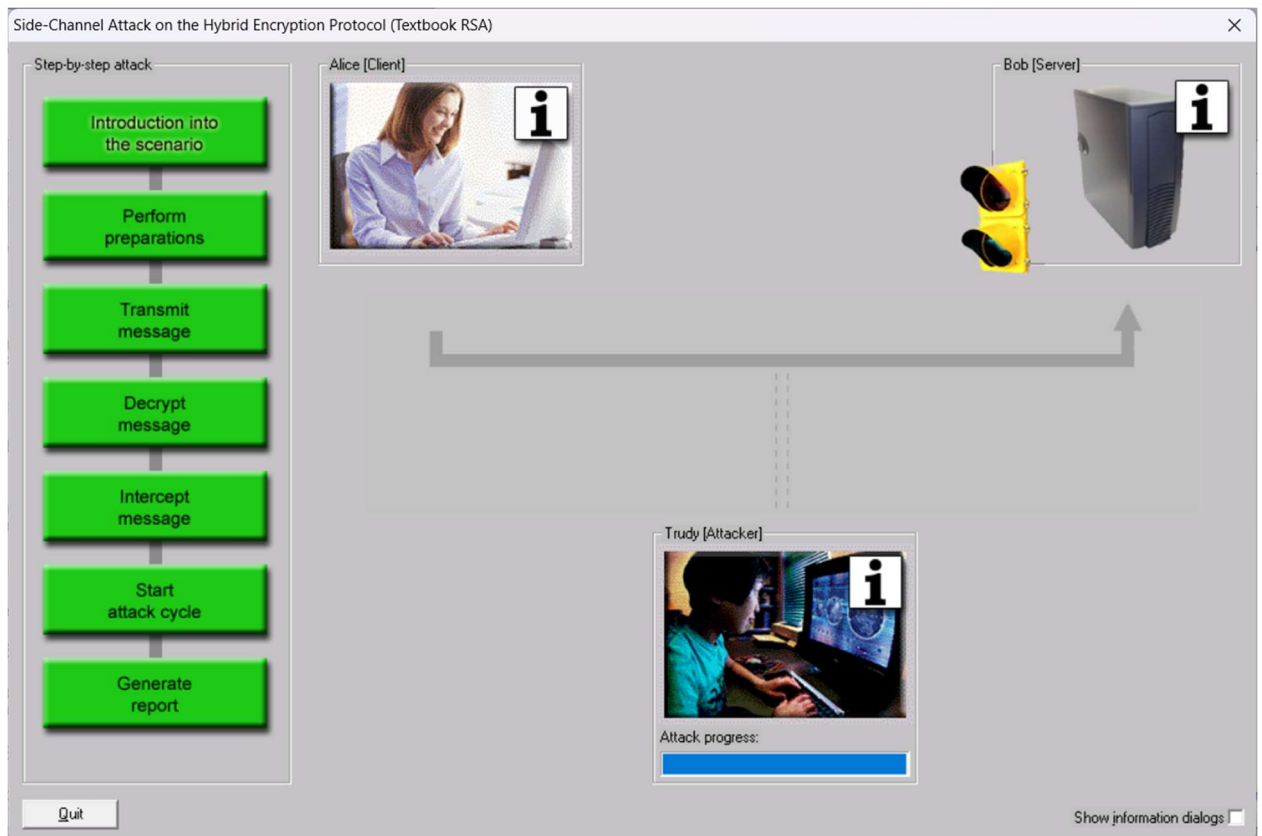 Side-Channel Attack on the Hybrid Encryption Protocol (Textbook RSA)
Step-by-step attack
Introduction into
the scenario
Perform
preparations
Transmit
message
Decrypt
message
Intercept
message
Start
attack cycle
Generate
report
Alice [Client]
i
Bob [Server]
i
Trudy [Attacker]
i
Attack progress:
Quit
Show information dialogs